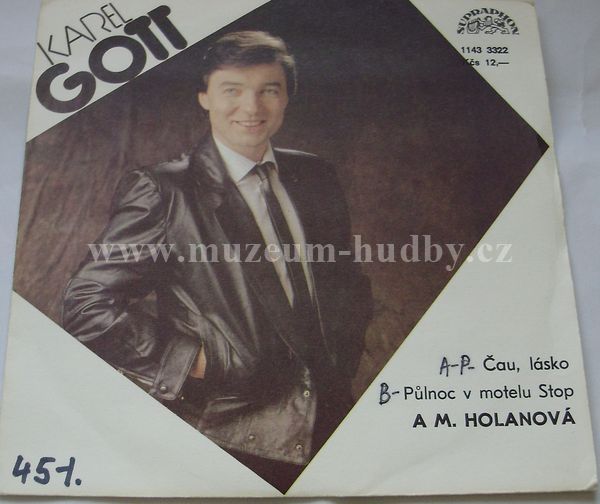 KAREL
GOTT
SUPRAPHON
1143 3322
Kčs 12,—
www.muzeum-hudby.cz
A-P- Čau, lásko
B- Půlnoc v motelu Stop
A M. HOLANOVÁ
451.